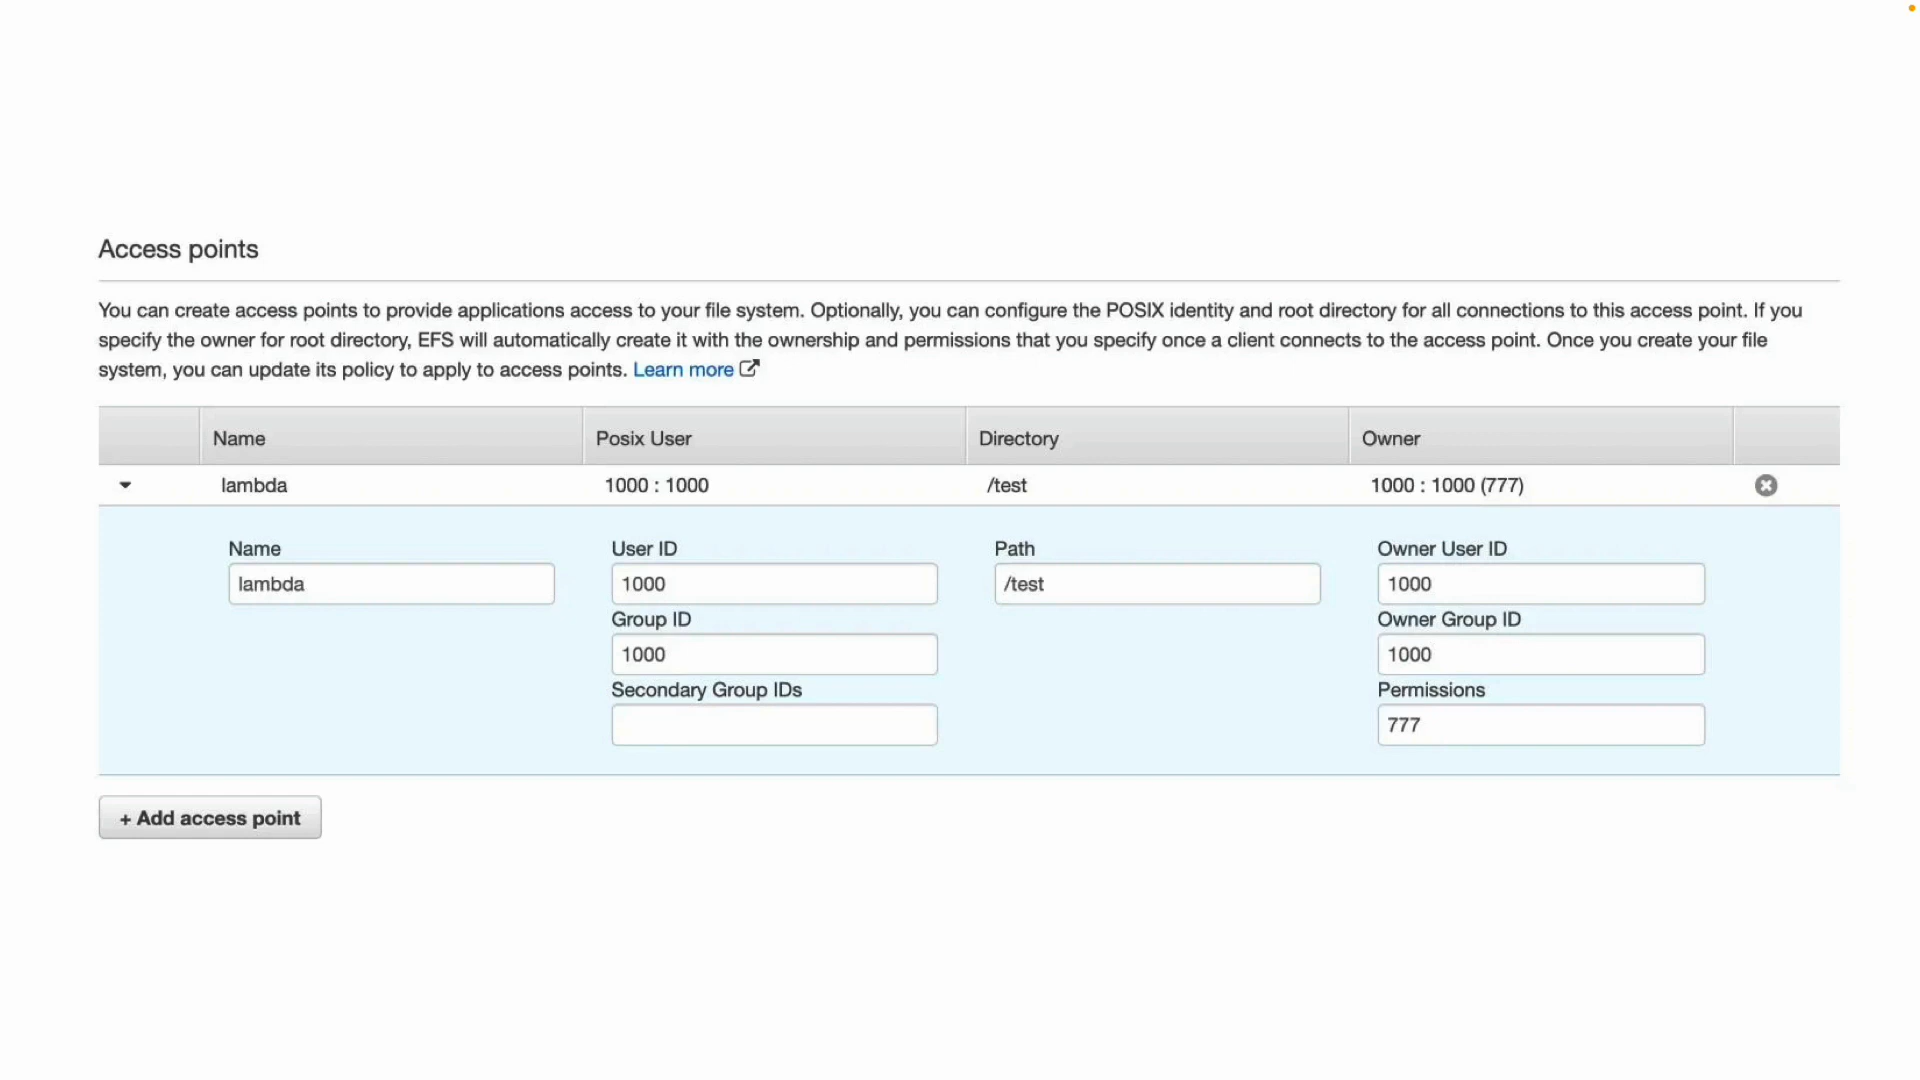 Access points
You can create access points to provide applications access to your file system. Optionally, you can configure the POSIX identity and root directory for all connections to this access point. If you
specify the owner for root directory, EFS will automatically create it with the ownership and permissions that you specify once a client connects to the access point. Once you create your file
system, you can update its policy to apply to access points. Learn more
Name Posix User Directory Owner
lambda 1000 : 1000 /test 1000 : 1000 (777)
Name User ID Path Owner User ID
lambda 1000 /test 1000
Group ID Owner Group ID
1000 1000
Secondary Group IDs Permissions
777
+ Add access point